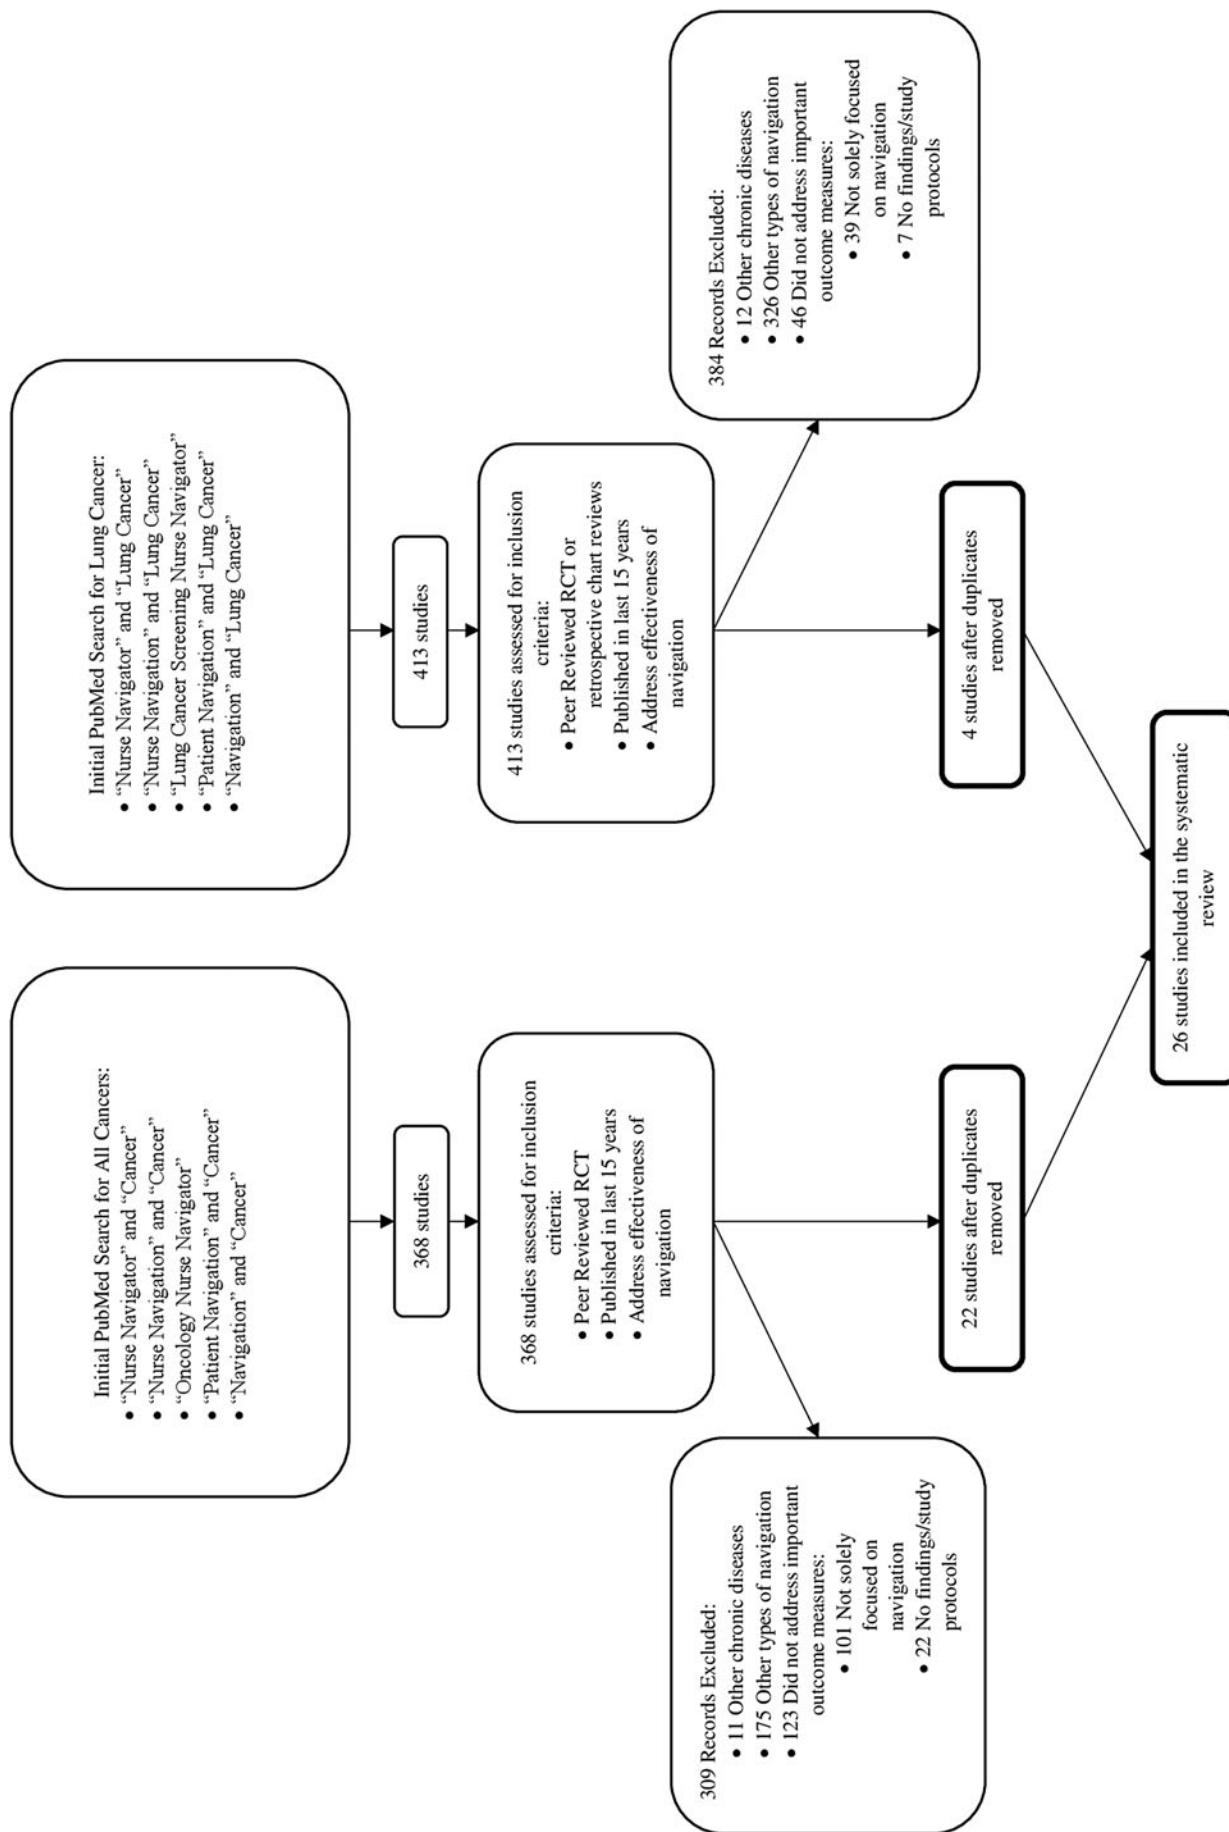 Initial PubMed Search for All Cancers:
• “Nurse Navigator” and “Cancer”
• “Nurse Navigation” and “Cancer”
• “Oncology Nurse Navigator”
• “Patient Navigation” and “Cancer”
• “Navigation” and “Cancer”
368 studies
368 studies assessed for inclusion
criteria:
• Peer Reviewed RCT
• Published in last 15 years
• Address effectiveness of
navigation
309 Records Excluded:
• 11 Other chronic diseases
• 175 Other types of navigation
• 123 Did not address important
outcome measures:
• 101 Not solely
focused on
navigation
• 22 No findings/study
protocols
22 studies after duplicates
removed
Initial PubMed Search for Lung Cancer:
• “Nurse Navigator” and “Lung Cancer”
• “Nurse Navigation” and “Lung Cancer”
• “Lung Cancer Screening Nurse Navigator”
• “Patient Navigation” and “Lung Cancer”
• “Navigation” and “Lung Cancer”
413 studies
413 studies assessed for inclusion
criteria:
• Peer Reviewed RCT or
retrospective chart reviews
• Published in last 15 years
• Address effectiveness of
navigation
384 Records Excluded:
• 12 Other chronic diseases
• 326 Other types of navigation
• 46 Did not address important
outcome measures:
• 39 Not solely focused
on navigation
• 7 No findings/study
protocols
4 studies after duplicates
removed
26 studies included in the systematic
review